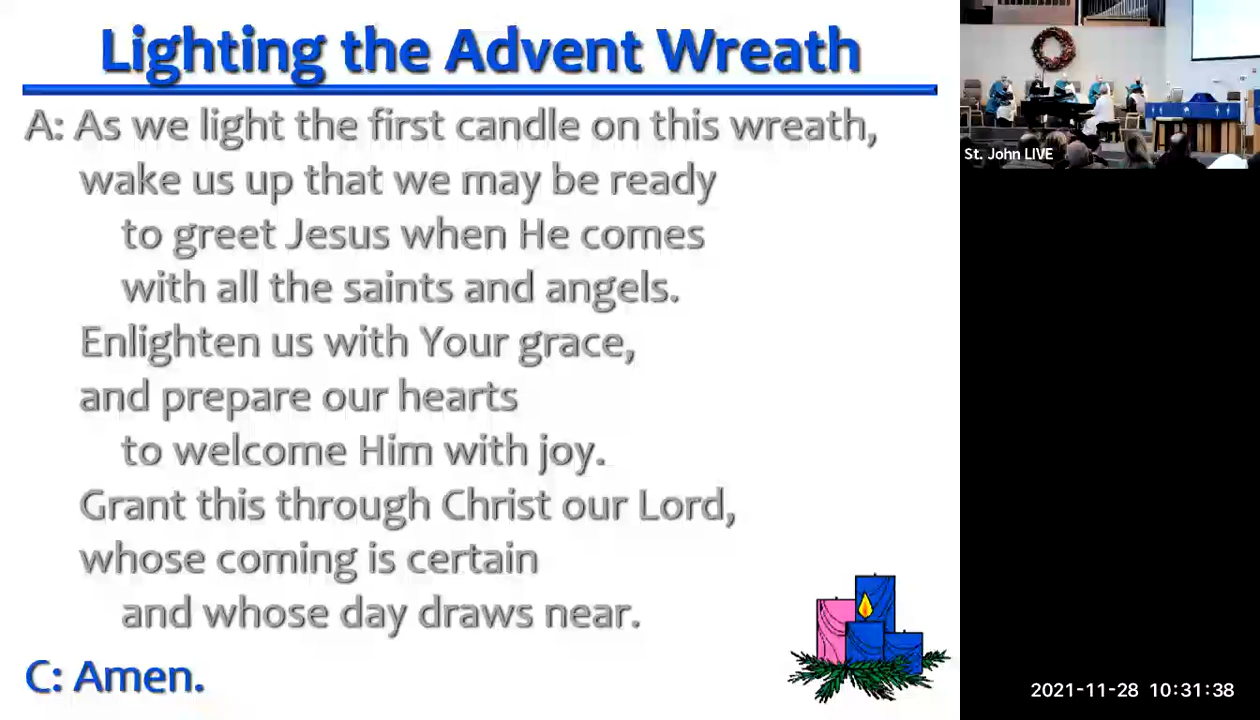 Lighting the Advent Wreath
A: As we light the first candle on this wreath,
wake us up that we may be ready
to greet Jesus when He comes
with all the saints and angels.
Enlighten us with Your grace,
and prepare our hearts
to welcome Him with joy.
Grant this through Christ our Lord,
whose coming is certain
and whose day draws near.
C: Amen.
St. John LIVE
2021-11-28 10:31:38